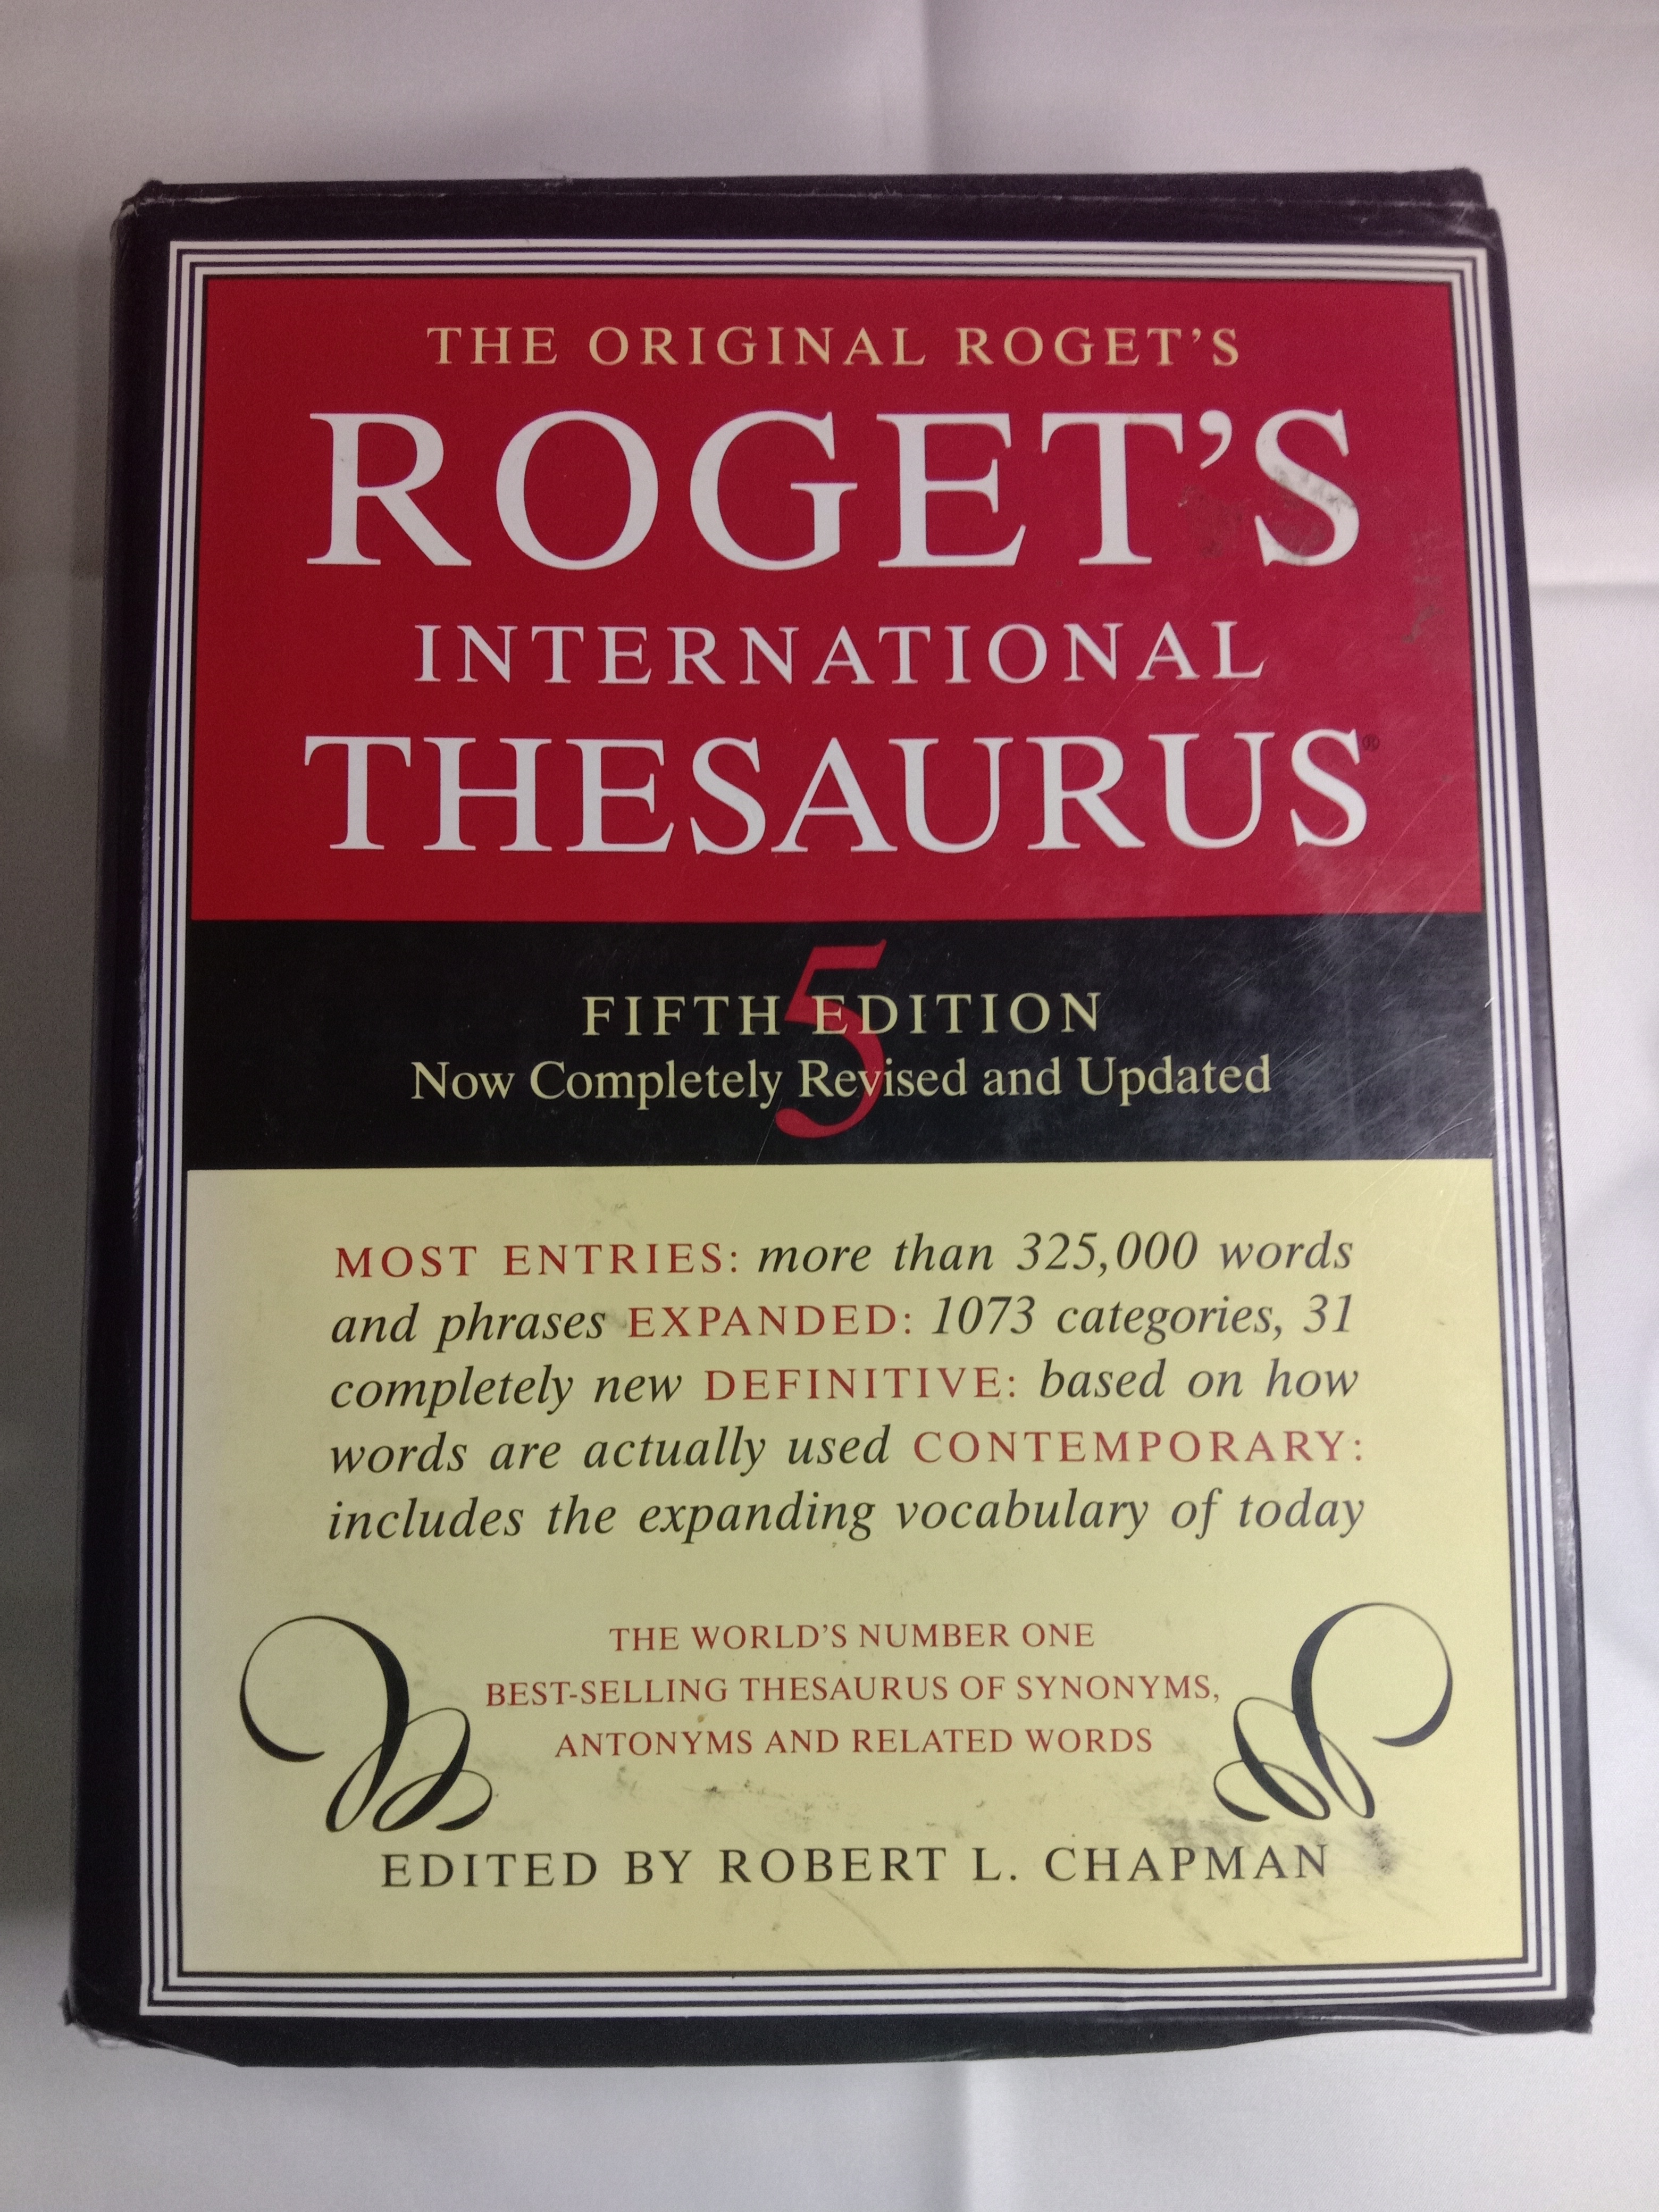 THE ORIGINAL ROGET'S
ROGET'S
INTERNATIONAL
THESAURUS®
5
FIFTH EDITION
Now Completely Revised and Updated
MOST ENTRIES: more than 325,000 words
and phrases EXPANDED: 1073 categories, 31
completely new DEFINITIVE: based on how
words are actually used CONTEMPORARY:
includes the expanding vocabulary of today
THE WORLD'S NUMBER ONE
BEST-SELLING THESAURUS OF SYNONYMS,
ANTONYMS AND RELATED WORDS
EDITED BY ROBERT L. CHAPMAN